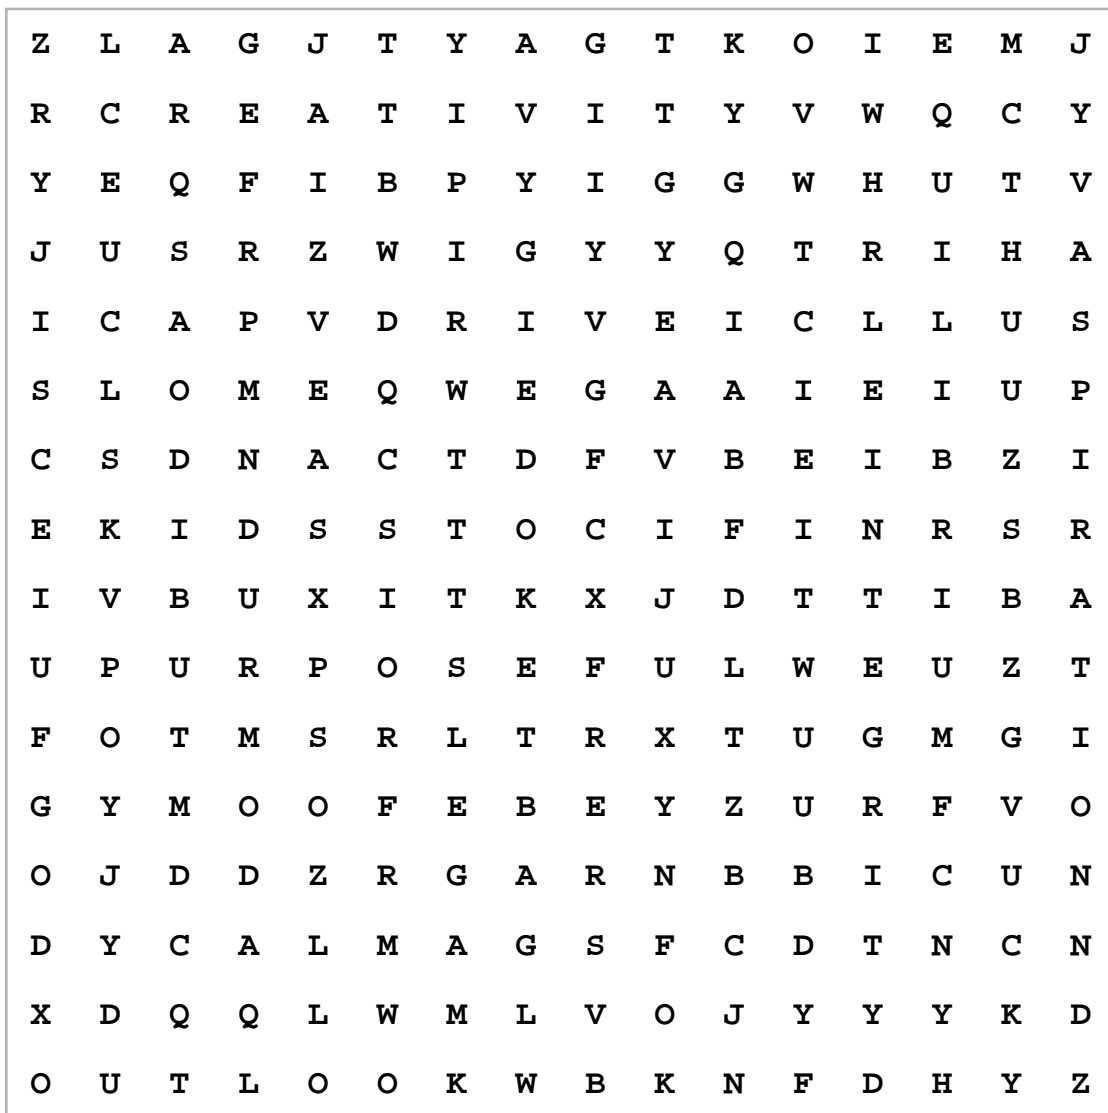 Z L A G J T Y A G T K O I E M J
R C R E A T I V I T Y V W Q C Y
Y E Q F I B P Y I G G W H U T V
J U S R Z W I G Y Y Q T R I H A
I C A P V D R I V E I C L L U S
S L O M E Q W E G A A I E I U P
C S D N A C T D F V B E I B Z I
E K I D S S T O C I F I N R S R
I V B U X I T K X J D T T I B A
U P U R P O S E F U L W E U Z T
F O T M S R L T R X T U G M G I
G Y M O O F E B E Y Z U R F V O
O J D D Z R G A R N B B I C U N
D Y C A L M A G S F C D T N C N
X D Q Q L W M L V O J Y Y Y K D
O U T L O O K W B K N F D H Y Z